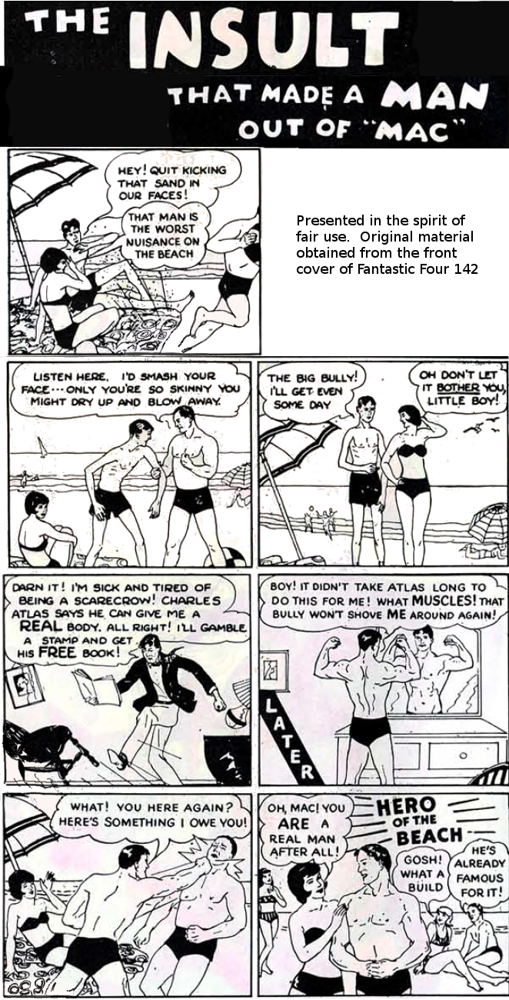 THE INSULT
THAT MADE A MAN
OUT OF "MAC"
HEY! QUIT KICKING
THAT SAND IN
OUR FACES!
THAT MAN IS
THE WORST
NUISANCE ON
THE BEACH
Presented in the spirit of
fair use. Original material
obtained from the front
cover of Fantastic Four 142
LISTEN HERE. I'D SMASH YOUR
FACE---ONLY YOU'RE SO SKINNY YOU
MIGHT DRY UP AND BLOW AWAY.
THE BIG BULLY!
I'LL GET EVEN
SOME DAY
OH DON'T LET
IT BOTHER YOU,
LITTLE BOY!
DARN IT! I'M SICK AND TIRED OF
BEING A SCARECROW! CHARLES
ATLAS SAYS HE CAN GIVE ME A
REAL BODY. ALL RIGHT! I'LL GAMBLE
A STAMP AND GET
HIS FREE BOOK!
BOY! IT DIDN'T TAKE ATLAS LONG TO
DO THIS FOR ME! WHAT MUSCLES! THAT
BULLY WON'T SHOVE ME AROUND AGAIN!
LATER
WHAT! YOU HERE AGAIN?
HERE'S SOMETHING I OWE YOU!
OH, MAC! YOU
ARE A
REAL MAN
AFTER ALL!
HERO
OF THE
BEACH
GOSH!
WHAT A
BUILD
HE'S
ALREADY
FAMOUS
FOR IT!